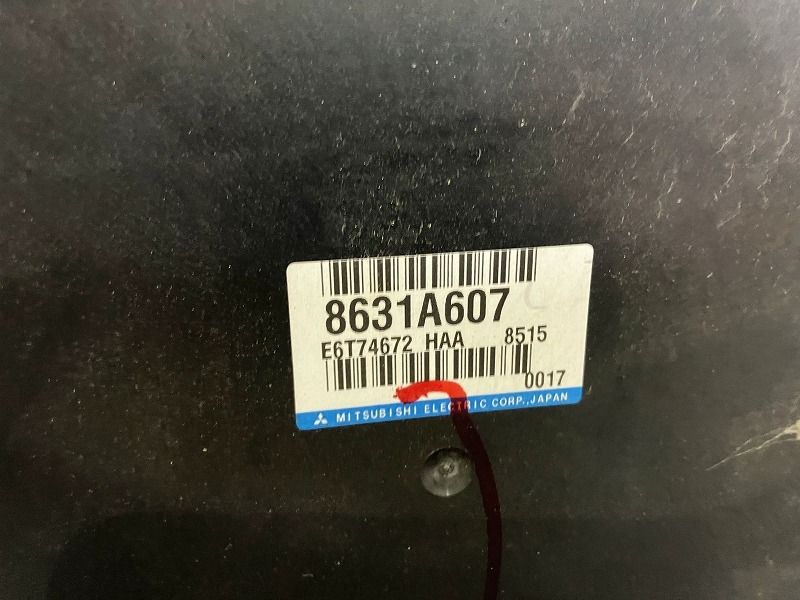 8631A607
E6T74672 HAA 8515
0017
MITSUBISHI ELECTRIC CORP.,JAPAN